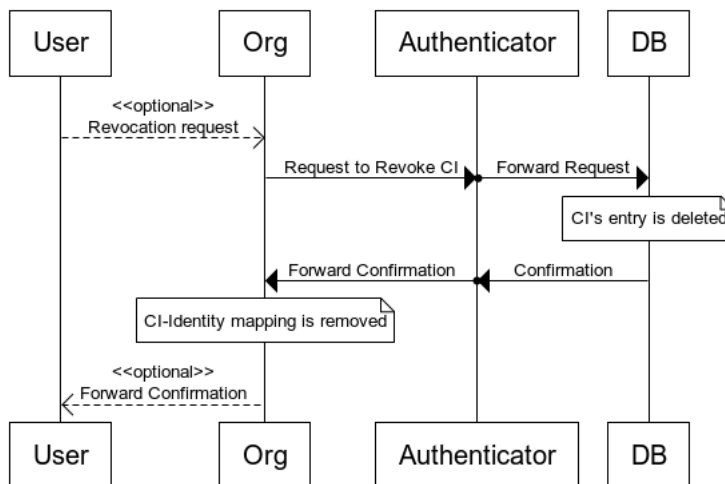 User
Org
Authenticator
DB
<<optional>>
Revocation request
Request to Revoke CI
Forward Request
CI's entry is deleted
Forward Confirmation
Confirmation
CI-Identity mapping is removed
<<optional>>
Forward Confirmation
User
Org
Authenticator
DB